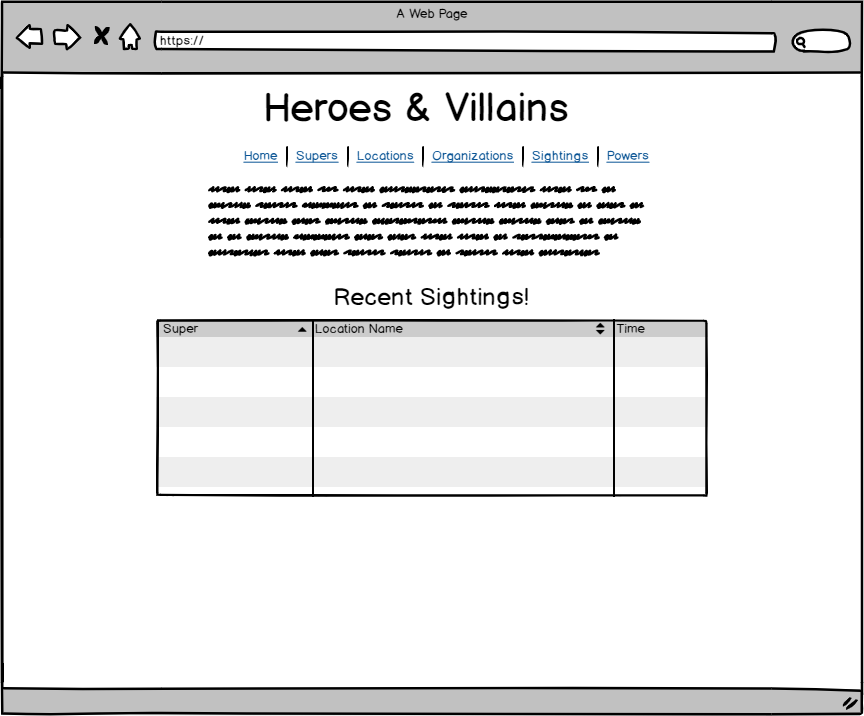 A Web Page
https://
Heroes & Villains
Home | Supers | Locations | Organizations | Sightings | Powers
Recent Sightings!
Super Location Name Time